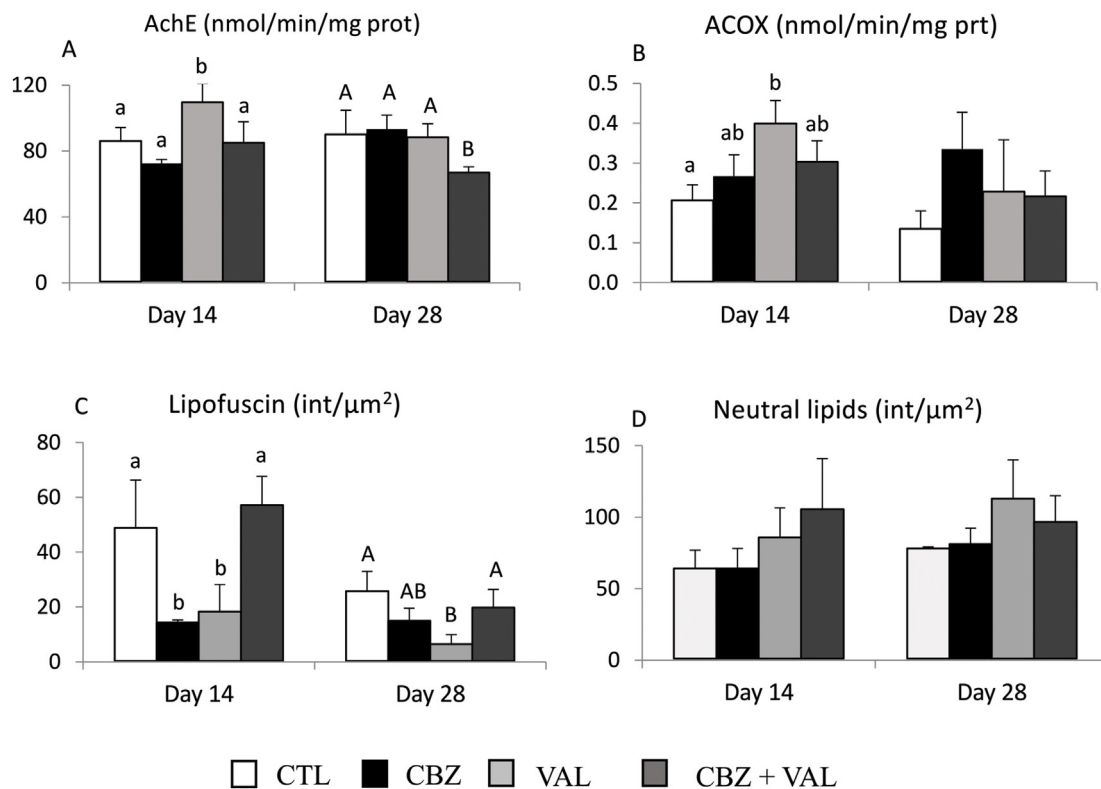 AchE (nmol/min/mg prot)
A
120
80
40
0
a
a
b
a
A
A
A
B
Day 14
Day 28
ACOX (nmol/min/mg prt)
B
0.5
0.4
0.3
0.2
0.1
0.0
a
ab
b
ab
Day 14
Day 28
C
Lipofuscin (int/µm²)
80
60
40
20
0
a
b
b
a
A
AB
B
A
Day 14
Day 28
D
Neutral lipids (int/µm²)
150
100
50
0
Day 14
Day 28
CTL CBZ VAL CBZ + VAL